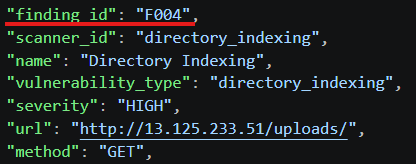 "finding_id": "F004",
"scanner_id": "directory_indexing",
"name": "Directory Indexing",
"vulnerability_type": "directory_indexing",
"severity": "HIGH",
"url": "http://13.125.233.51/uploads/",
"method": "GET",